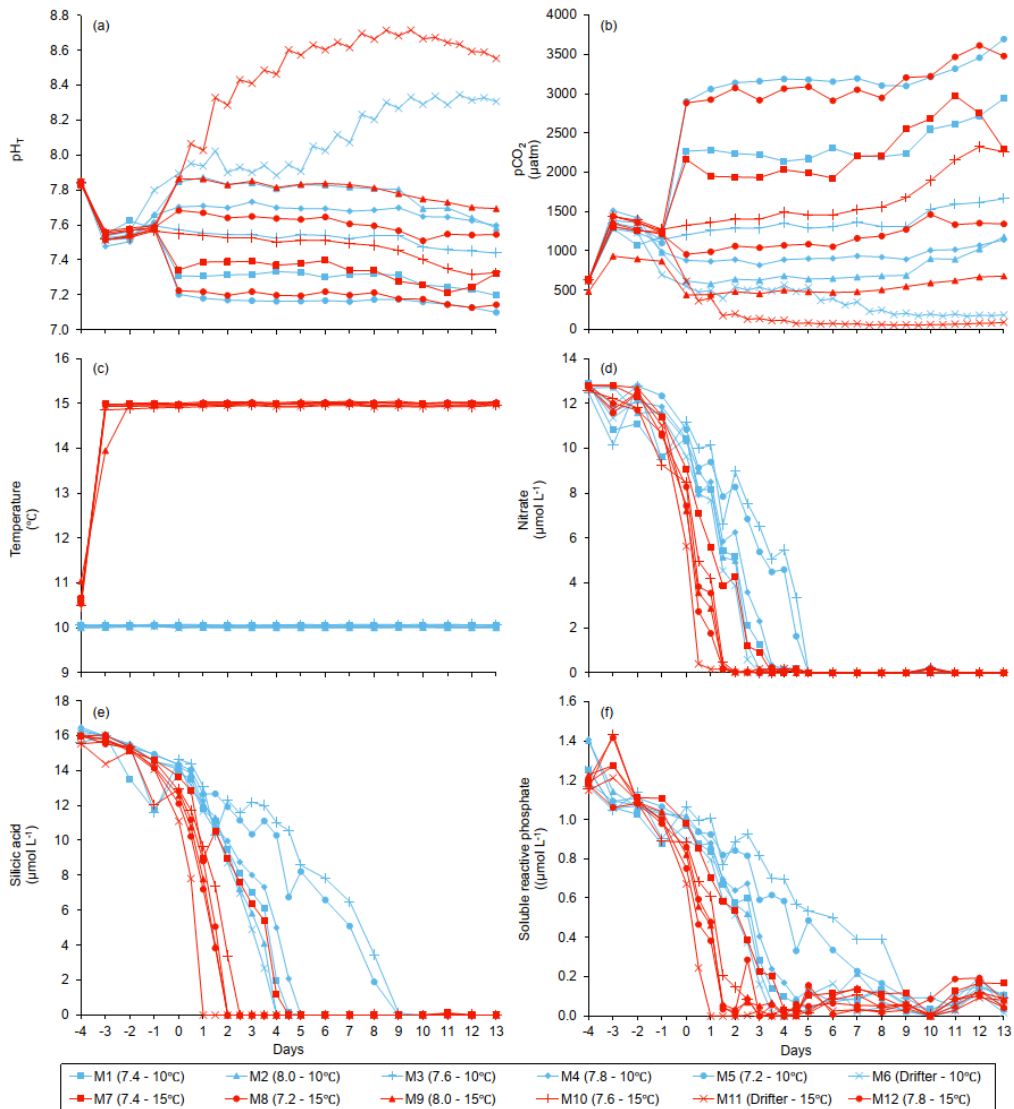 (a)
8.8
8.6
8.4
8.2
8.0
7.8
7.6
7.4
7.2
7.0
pH_T
(b)
4000
3500
3000
2500
2000
1500
1000
500
0
pCO₂
(µatm)
(c)
16
15
14
13
12
11
10
9
Temperature
(°C)
(d)
14
12
10
8
6
4
2
0
Nitrate
(µmol L⁻¹)
(e)
18
16
14
12
10
8
6
4
2
0
Silicic acid
(µmol L⁻¹)
-4 -3 -2 -1 0 1 2 3 4 5 6 7 8 9 10 11 12 13
Days
(f)
1.6
1.4
1.2
1.0
0.8
0.6
0.4
0.2
0.0
Soluble reactive phosphate
((µmol L⁻¹)
-4 -3 -2 -1 0 1 2 3 4 5 6 7 8 9 10 11 12 13
Days
M1 (7.4 - 10°C) M2 (8.0 - 10°C) M3 (7.6 - 10°C) M4 (7.8 - 10°C) M5 (7.2 - 10°C) M6 (Drifter - 10°C)
M7 (7.4 - 15°C) M8 (7.2 - 15°C) M9 (8.0 - 15°C) M10 (7.6 - 15°C) M11 (Drifter - 15°C) M12 (7.8 - 15°C)